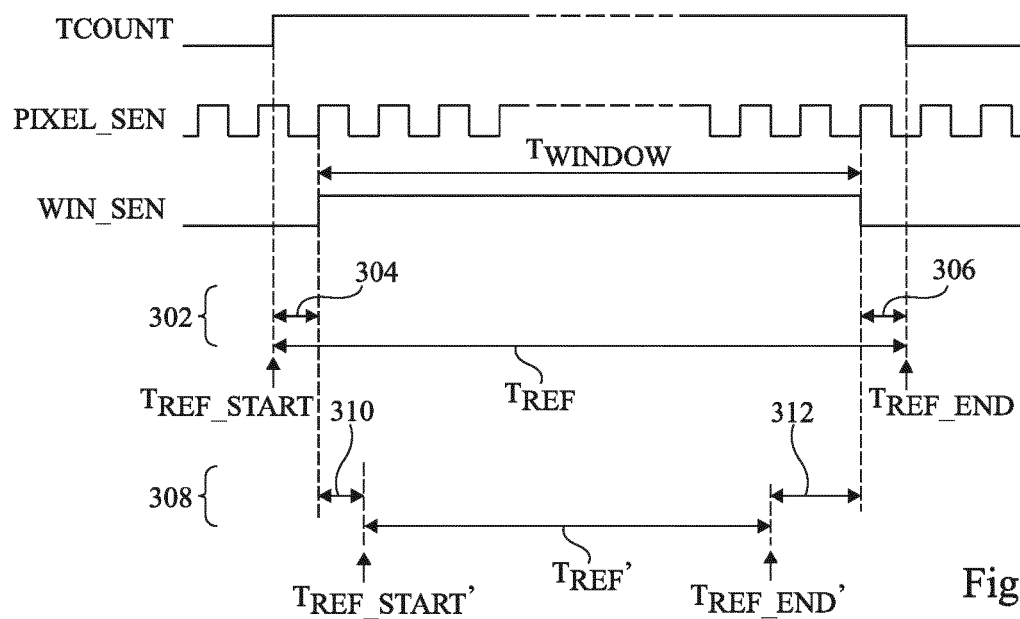 TCOUNT
PIXEL_SEN
TWINDOW
WIN_SEN
304
306
302
TREF_START
TREF
TREF_END
310
312
308
TREF'
TREF_START'
TREF_END'
Fig